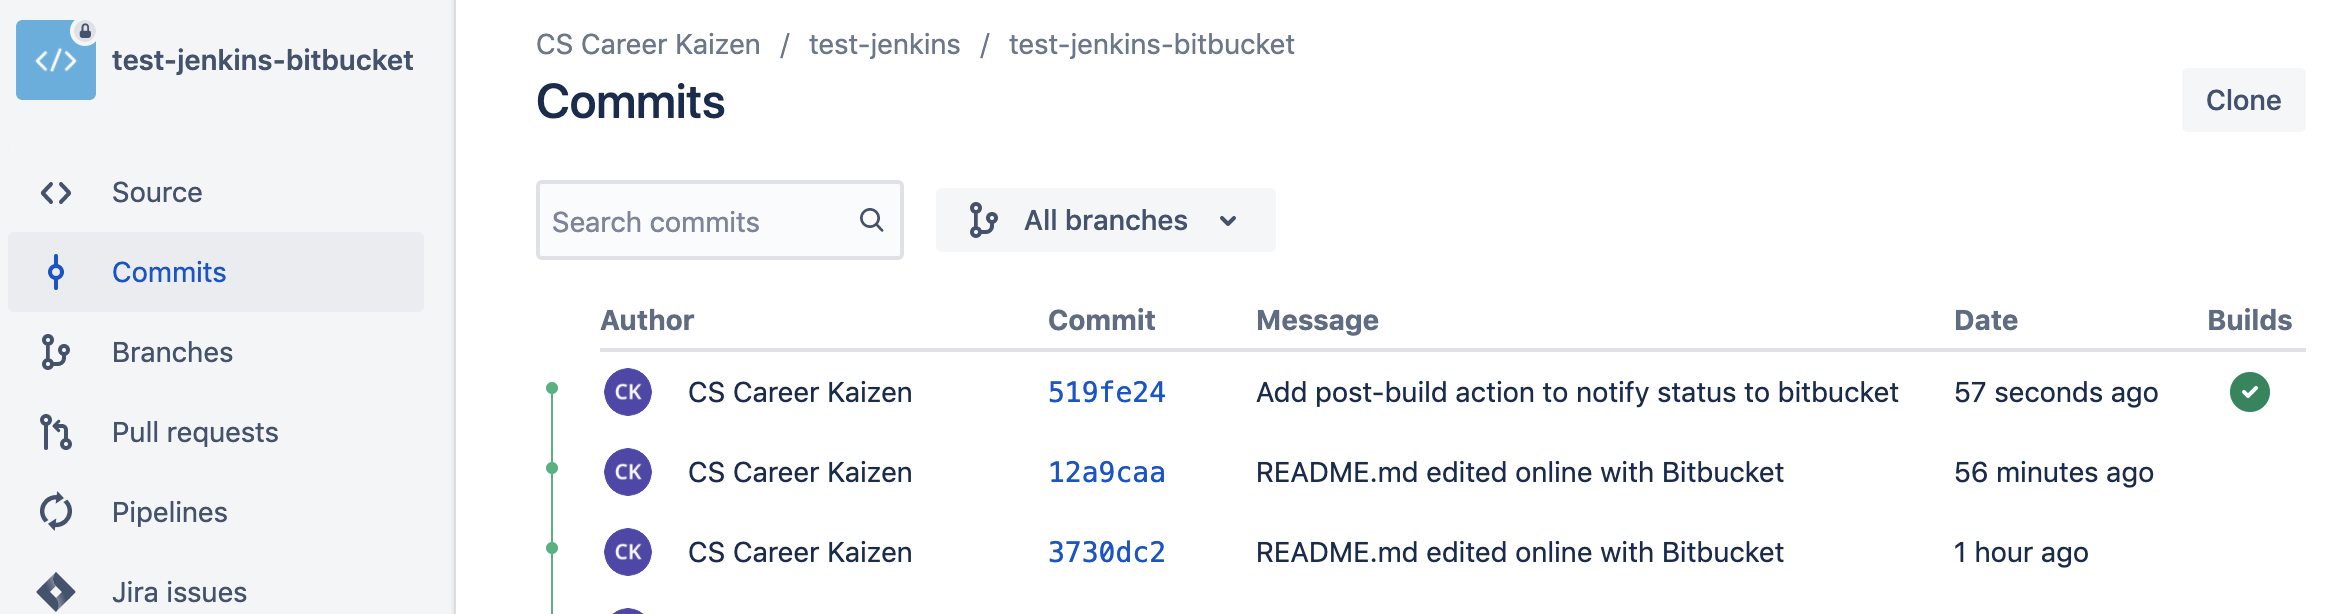 test-jenkins-bitbucket
Source
Commits
Branches
Pull requests
Pipelines
Jira issues
CS Career Kaizen / test-jenkins / test-jenkins-bitbucket
Commits
Clone
Search commits
All branches
Author Commit Message Date Builds
CK CS Career Kaizen 519fe24 Add post-build action to notify status to bitbucket 57 seconds ago
CK CS Career Kaizen 12a9caa README.md edited online with Bitbucket 56 minutes ago
CK CS Career Kaizen 3730dc2 README.md edited online with Bitbucket 1 hour ago